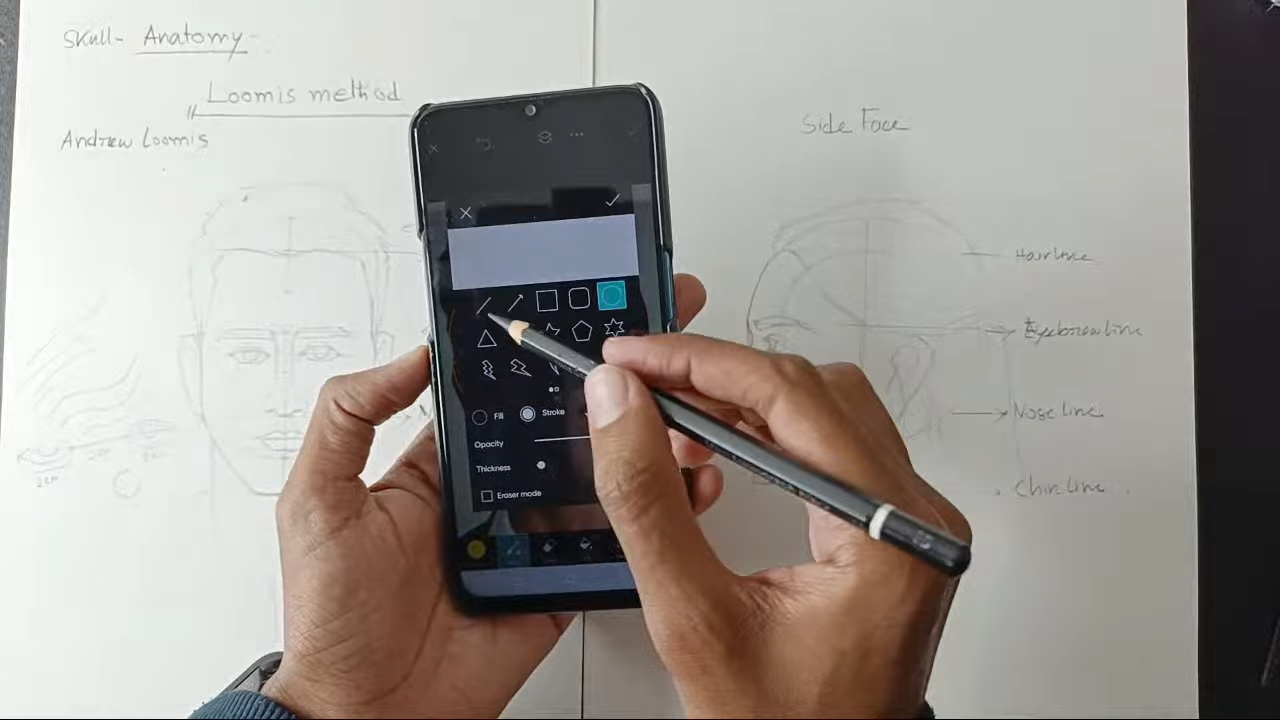 Skull- Anatomy
Loomis method
Andrew Loomis
Side Face
Hairline
Eyebrow line
Nose line
Chin line
Fill
Stroke
Opacity
Thickness
Eraser mode